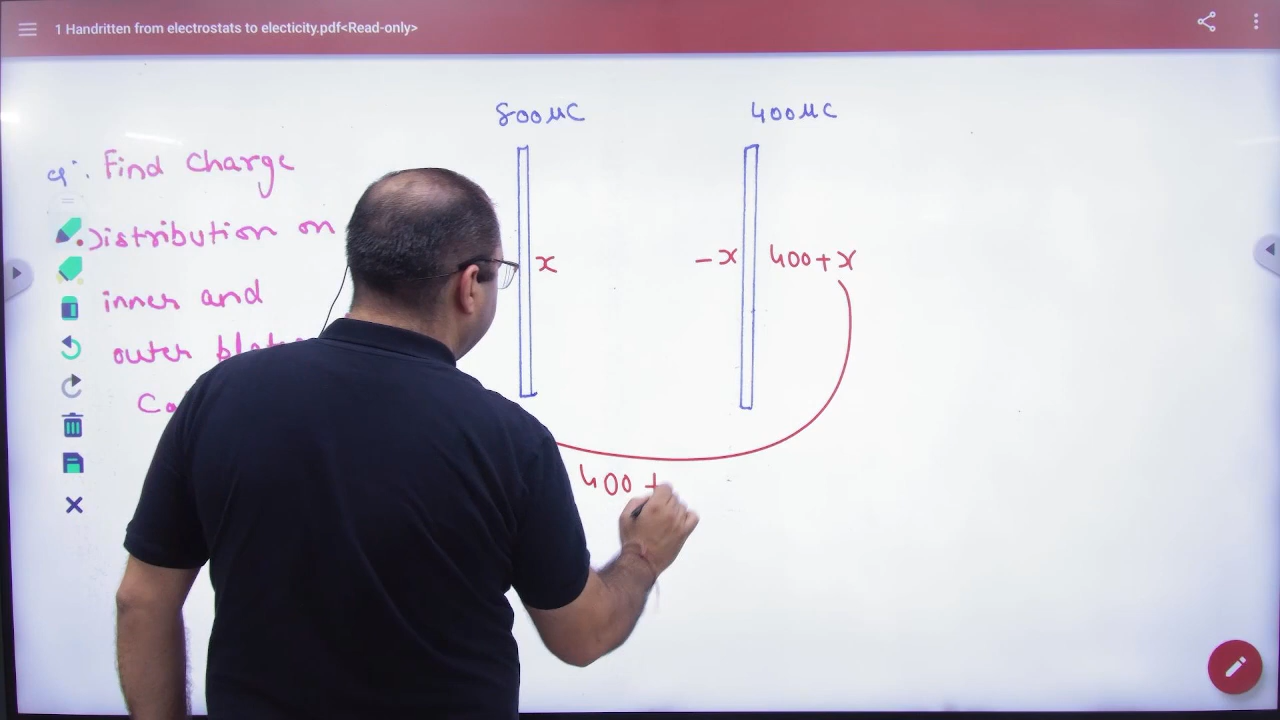 1 Handritten from electrostats to electicity.pdf<Read-only>
800μC 400μC
Q. Find Charge
Distribution on
inner and
outer
x -x 400+x
400 +